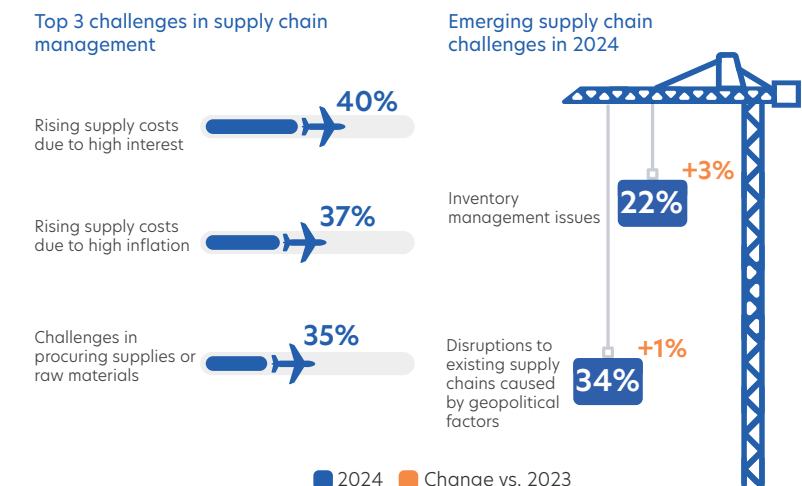 Top 3 challenges in supply chain
management
40%
Rising supply costs
due to high interest
37%
Rising supply costs
due to high inflation
35%
Challenges in
procuring supplies or
raw materials
Emerging supply chain
challenges in 2024
+3%
Inventory
management issues
22%
+1%
Disruptions to
existing supply
chains caused
by geopolitical
factors
34%
2024
Change vs. 2023